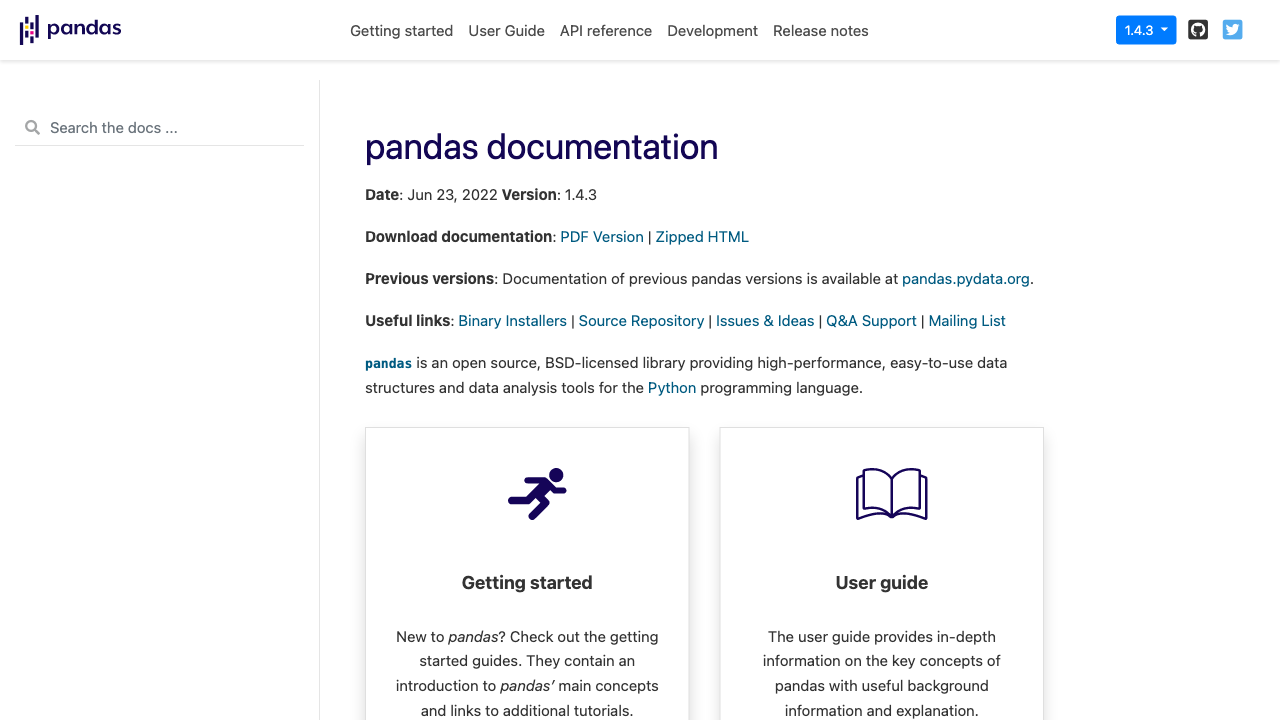 pandas
Getting started User Guide API reference Development Release notes
1.4.3
Search the docs ...
pandas documentation
Date: Jun 23, 2022 Version: 1.4.3
Download documentation: PDF Version | Zipped HTML
Previous versions: Documentation of previous pandas versions is available at pandas.pydata.org.
Useful links: Binary Installers | Source Repository | Issues & Ideas | Q&A Support | Mailing List
pandas is an open source, BSD-licensed library providing high-performance, easy-to-use data
structures and data analysis tools for the Python programming language.
Getting started
New to pandas? Check out the getting
started guides. They contain an
introduction to pandas’ main concepts
and links to additional tutorials.
User guide
The user guide provides in-depth
information on the key concepts of
pandas with useful background
information and explanation.